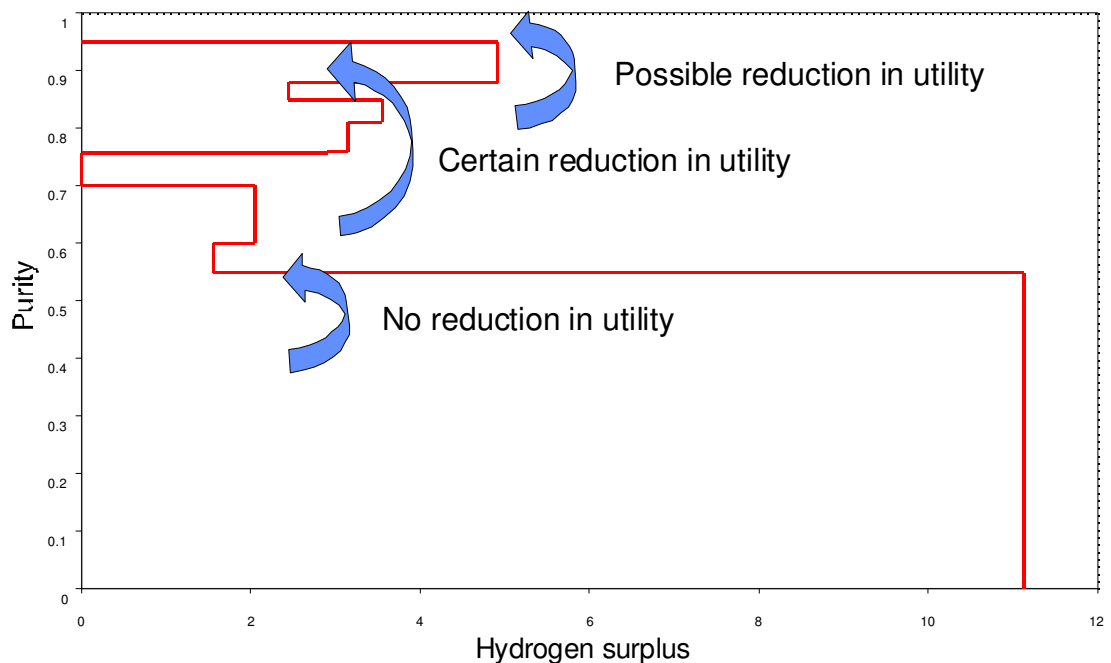 1
0.9
0.8
0.7
0.6
0.5
0.4
0.3
0.2
0.1
0
Purity
Possible reduction in utility
Certain reduction in utility
No reduction in utility
0 2 4 6 8 10 12
Hydrogen surplus